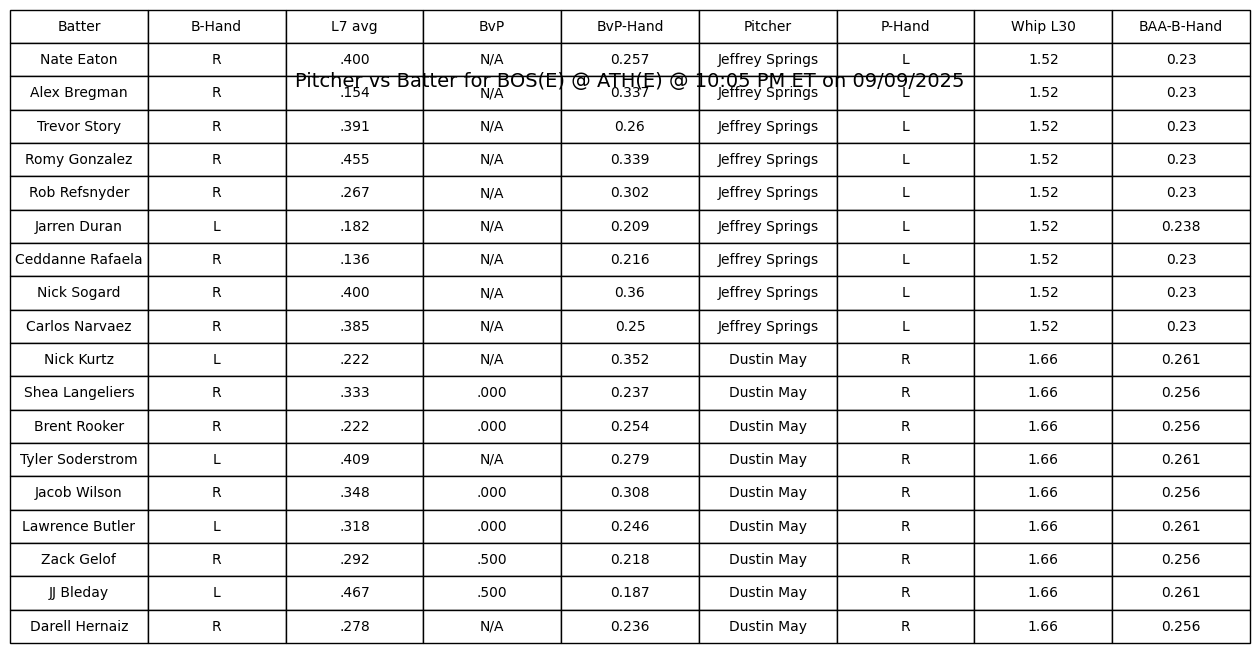 Batter B-Hand L7 avg BvP BvP-Hand Pitcher P-Hand Whip L30 BAA-B-Hand
Nate Eaton R .400 N/A 0.257 Jeffrey Springs L 1.52 0.23
Pitcher vs Batter for BOS(E) @ ATH(E) @ 10:05 PM ET on 09/09/2025
Alex Bregman R .154 N/A 0.337 Jeffrey Springs L 1.52 0.23
Trevor Story R .391 N/A 0.26 Jeffrey Springs L 1.52 0.23
Romy Gonzalez R .455 N/A 0.339 Jeffrey Springs L 1.52 0.23
Rob Refsnyder R .267 N/A 0.302 Jeffrey Springs L 1.52 0.23
Jarren Duran L .182 N/A 0.209 Jeffrey Springs L 1.52 0.238
Ceddanne Rafaela R .136 N/A 0.216 Jeffrey Springs L 1.52 0.23
Nick Sogard R .400 N/A 0.36 Jeffrey Springs L 1.52 0.23
Carlos Narvaez R .385 N/A 0.25 Jeffrey Springs L 1.52 0.23
Nick Kurtz L .222 N/A 0.352 Dustin May R 1.66 0.261
Shea Langeliers R .333 .000 0.237 Dustin May R 1.66 0.256
Brent Rooker R .222 .000 0.254 Dustin May R 1.66 0.256
Tyler Soderstrom L .409 N/A 0.279 Dustin May R 1.66 0.261
Jacob Wilson R .348 .000 0.308 Dustin May R 1.66 0.256
Lawrence Butler L .318 .000 0.246 Dustin May R 1.66 0.261
Zack Gelof R .292 .500 0.218 Dustin May R 1.66 0.256
JJ Bleday L .467 .500 0.187 Dustin May R 1.66 0.261
Darell Hernaiz R .278 N/A 0.236 Dustin May R 1.66 0.256